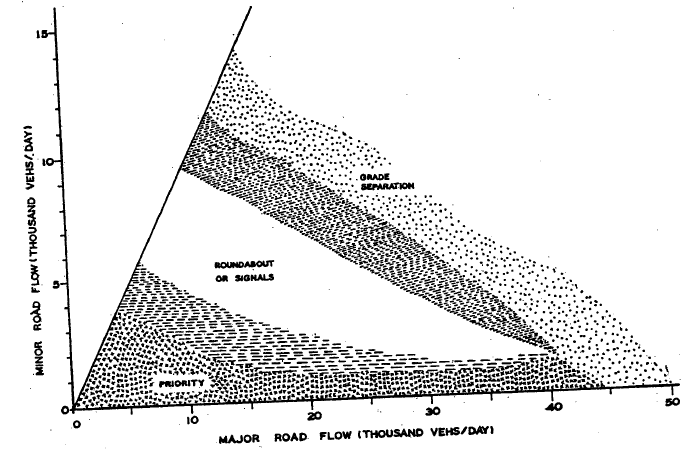 15
10
5
0
MINOR ROAD FLOW (THOUSAND VEHS/DAY)
GRADE
SEPARATION
ROUNDABOUT
OR SIGNALS
PRIORITY
0 10 20 30 40 50
MAJOR ROAD FLOW (THOUSAND VEHS/DAY)